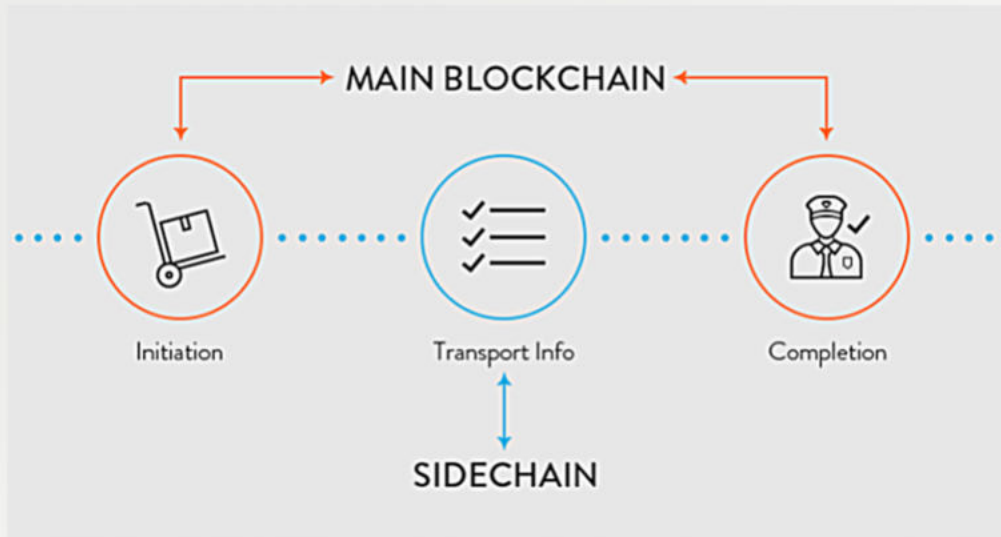 MAIN BLOCKCHAIN
Initiation
Transport Info
Completion
SIDECHAIN